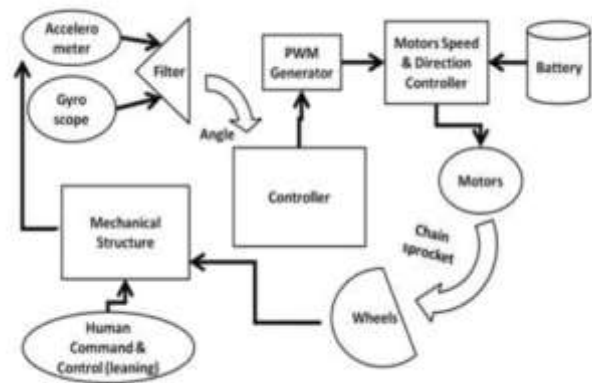 Accelero
meter
Gyro
scope
Filter
Angle
PWM
Generator
Motors Speed
& Direction
Controller
Battery
Controller
Motors
Chain
sprocket
Wheels
Mechanical
Structure
Human
Command &
Control (leaning)